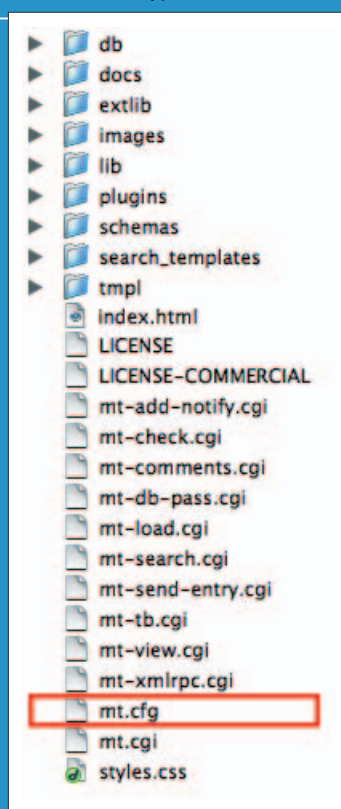 db
docs
extlib
images
lib
plugins
schemas
search_templates
tmpl
index.html
LICENSE
LICENSE-COMMERCIAL
mt-add-notify.cgi
mt-check.cgi
mt-comments.cgi
mt-db-pass.cgi
mt-load.cgi
mt-search.cgi
mt-send-entry.cgi
mt-tb.cgi
mt-view.cgi
mt-xmlrpc.cgi
mt.cfg
mt.cgi
styles.css